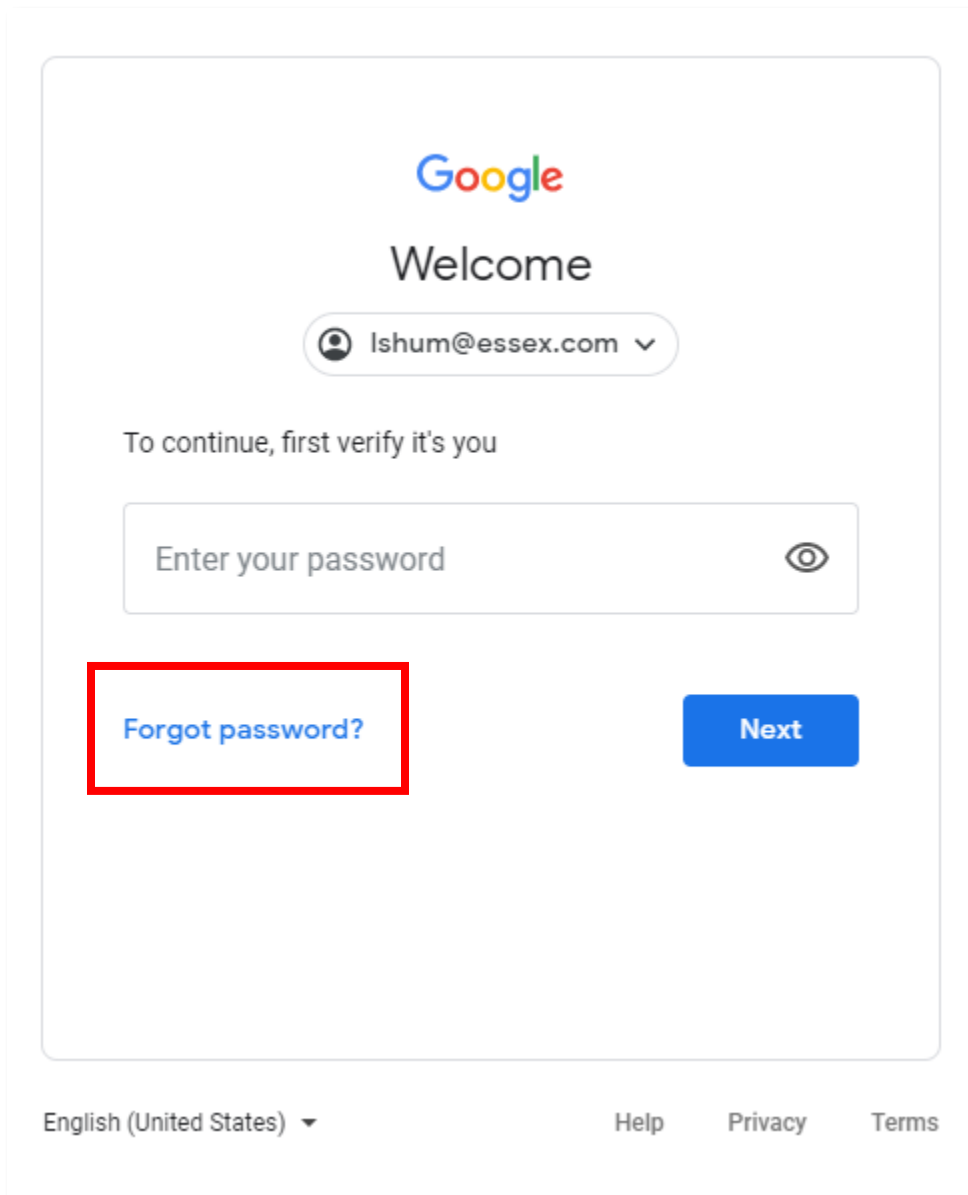 Google
Welcome
lshum@essex.com
To continue, first verify it's you
Enter your password
Forgot password?
Next
English (United States)
Help Privacy Terms